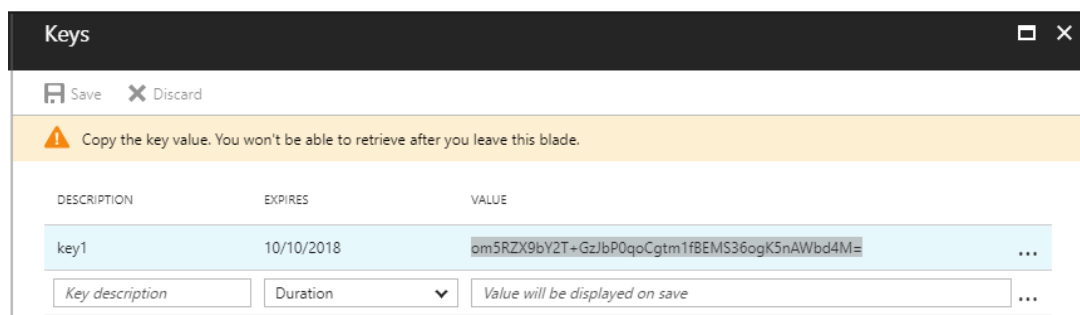 Keys
Save Discard
Copy the key value. You won't be able to retrieve after you leave this blade.
DESCRIPTION EXPIRES VALUE
key1 10/10/2018 om5RZX9bY2T+GzJbP0qoCgtm1fBEMS36ogK5nAWbd4M= ...
Key description Duration Value will be displayed on save ...